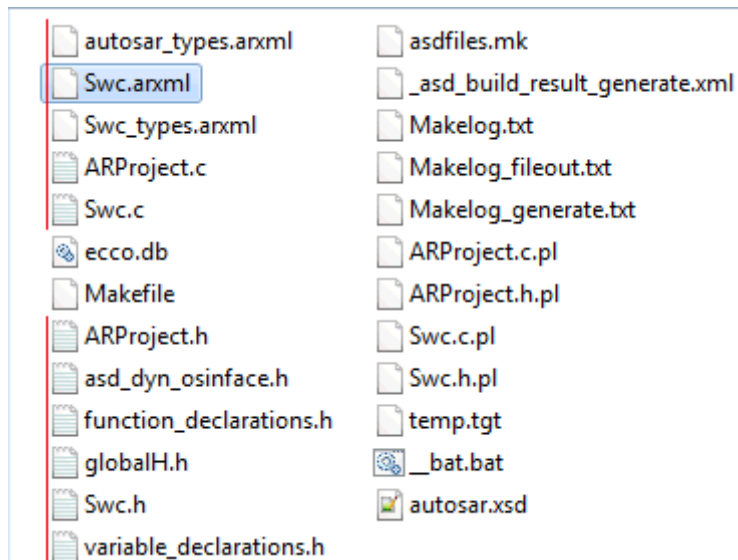 autosar_types.arxml
Swc.arxml
Swc_types.arxml
ARProject.c
Swc.c
ecco.db
Makefile
ARProject.h
asd_dyn_osinface.h
function_declarations.h
globalH.h
Swc.h
variable_declarations.h
asdfiles.mk
_asd_build_result_generate.xml
Makelog.txt
Makelog_fileout.txt
Makelog_generate.txt
ARProject.c.pl
ARProject.h.pl
Swc.c.pl
Swc.h.pl
temp.tgt
__bat.bat
autosar.xsd